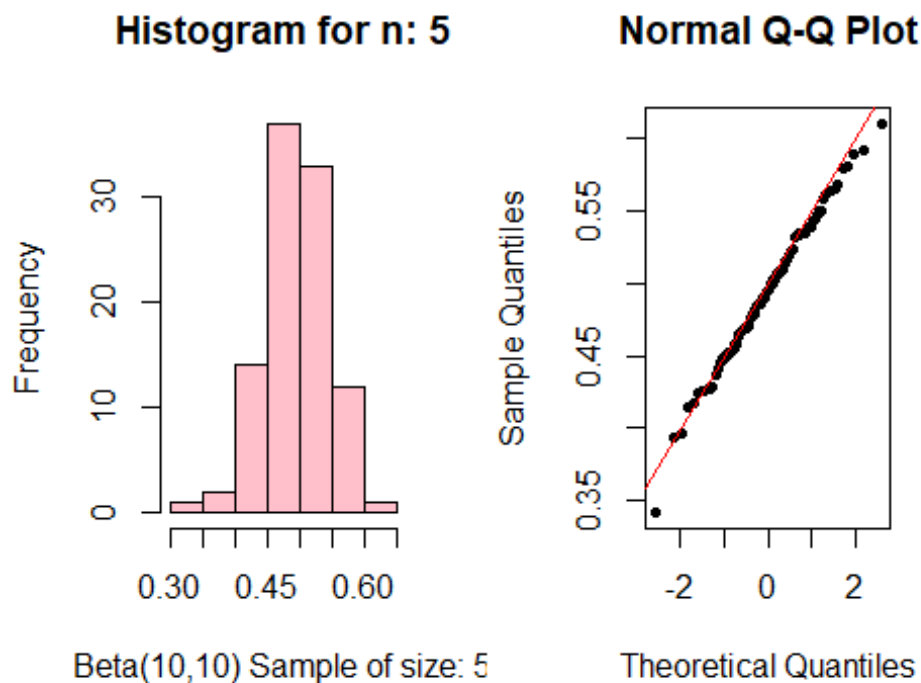 Histogram for n: 5
Frequency
0 10 20 30
0.30 0.45 0.60
Beta(10,10) Sample of size: 5
Normal Q-Q Plot
Sample Quantiles
0.35 0.45 0.55
-2 0 2
Theoretical Quantiles